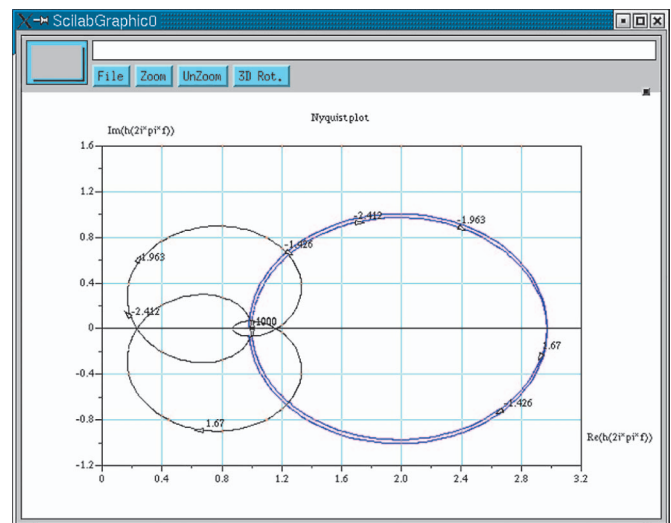 ScilabGraphic0
File Zoom UnZoom 3D Rot.
Nyquist plot
Im(h(2i*pi*f))
1.6
1.2
0.8
0.4
0
-0.4
-0.8
-1.2
-2.412
-1.963
-1.426
1.963
-2.412
1000
1.67
-1.426
1.67
Re(h(2i*pi*f))
0 0.4 0.8 1.2 1.6 2.0 2.4 2.8 3.2